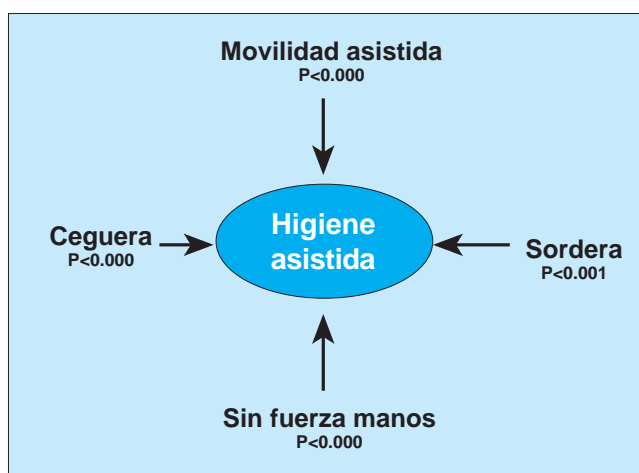 Movilidad asistida
P<0.000
Higiene
asistida
Ceguera
P<0.000
Sordera
P<0.001
Sin fuerza manos
P<0.000